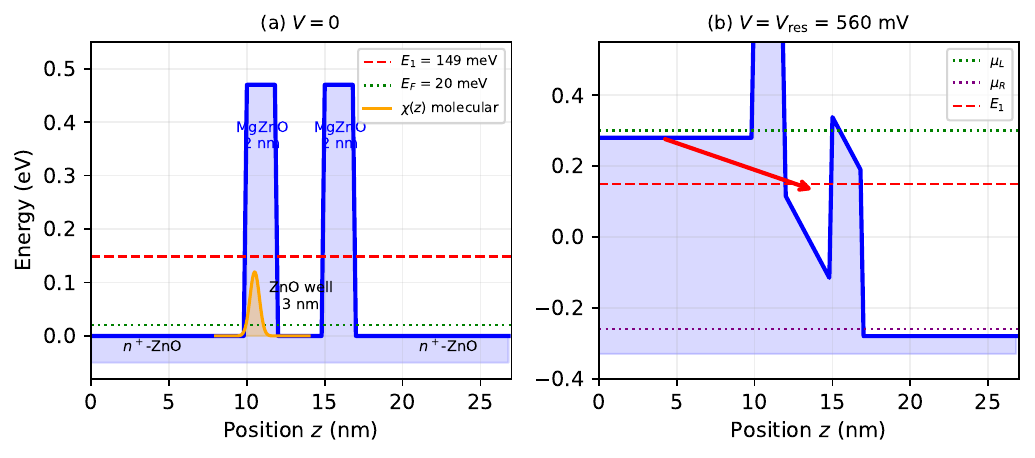 (a) V = 0
0.5
0.4
0.3
0.2
0.1
0.0
Energy (eV)
E₁ = 149 meV
E_F = 20 meV
χ(z) molecular
MgZnO
2 nm
MgZnO
2 nm
ZnO well
3 nm
n⁺-ZnO
n⁺-ZnO
0 5 10 15 20 25
Position z (nm)
(b) V = V_res = 560 mV
0.4
0.2
0.0
−0.2
−0.4
μ_L
μ_R
E₁
0 5 10 15 20 25
Position z (nm)